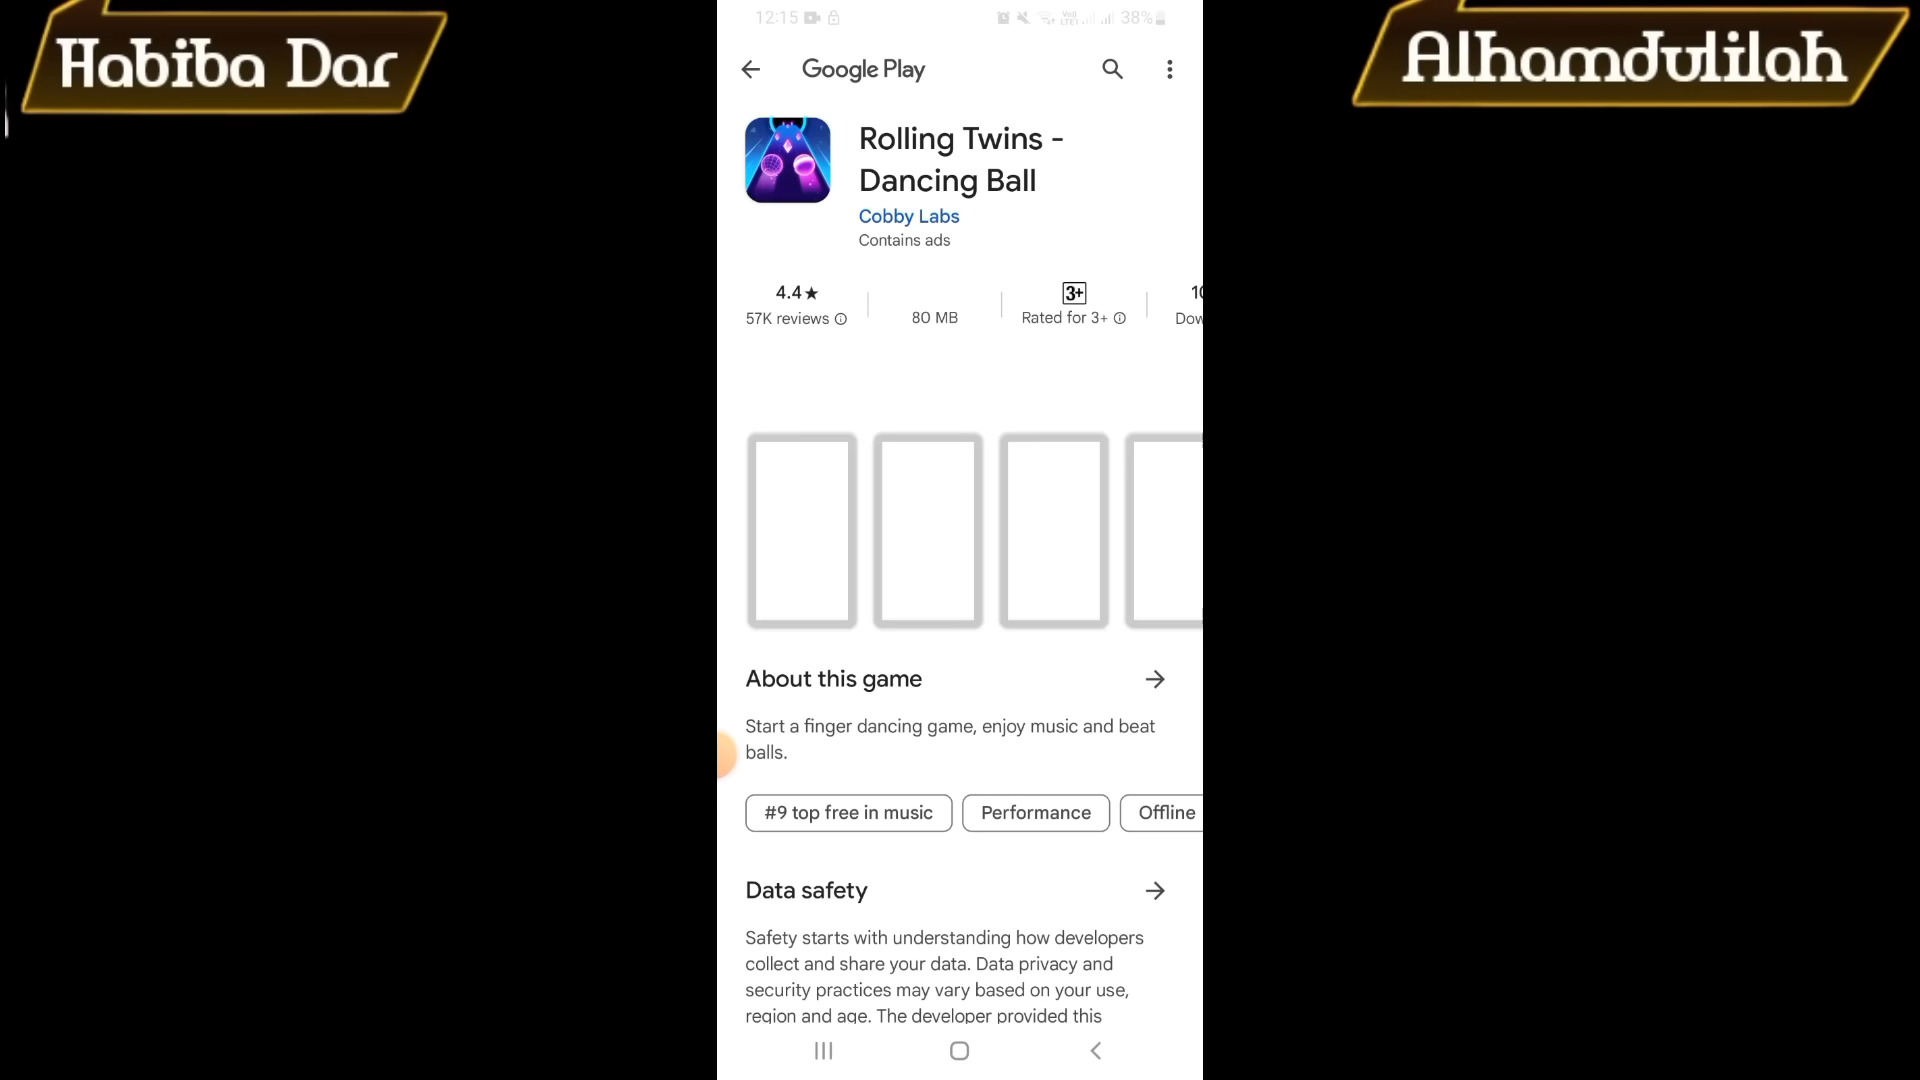 Habiba Dar
Alhamdulilah
12:15
38%
Google Play
Rolling Twins -
Dancing Ball
Cobby Labs
Contains ads
4.4★
57K reviews
80 MB
3+
Rated for 3+
10
Dow
About this game
Start a finger dancing game, enjoy music and beat
balls.
#9 top free in music
Performance
Offline
Data safety
Safety starts with understanding how developers
collect and share your data. Data privacy and
security practices may vary based on your use,
region and age. The developer provided this